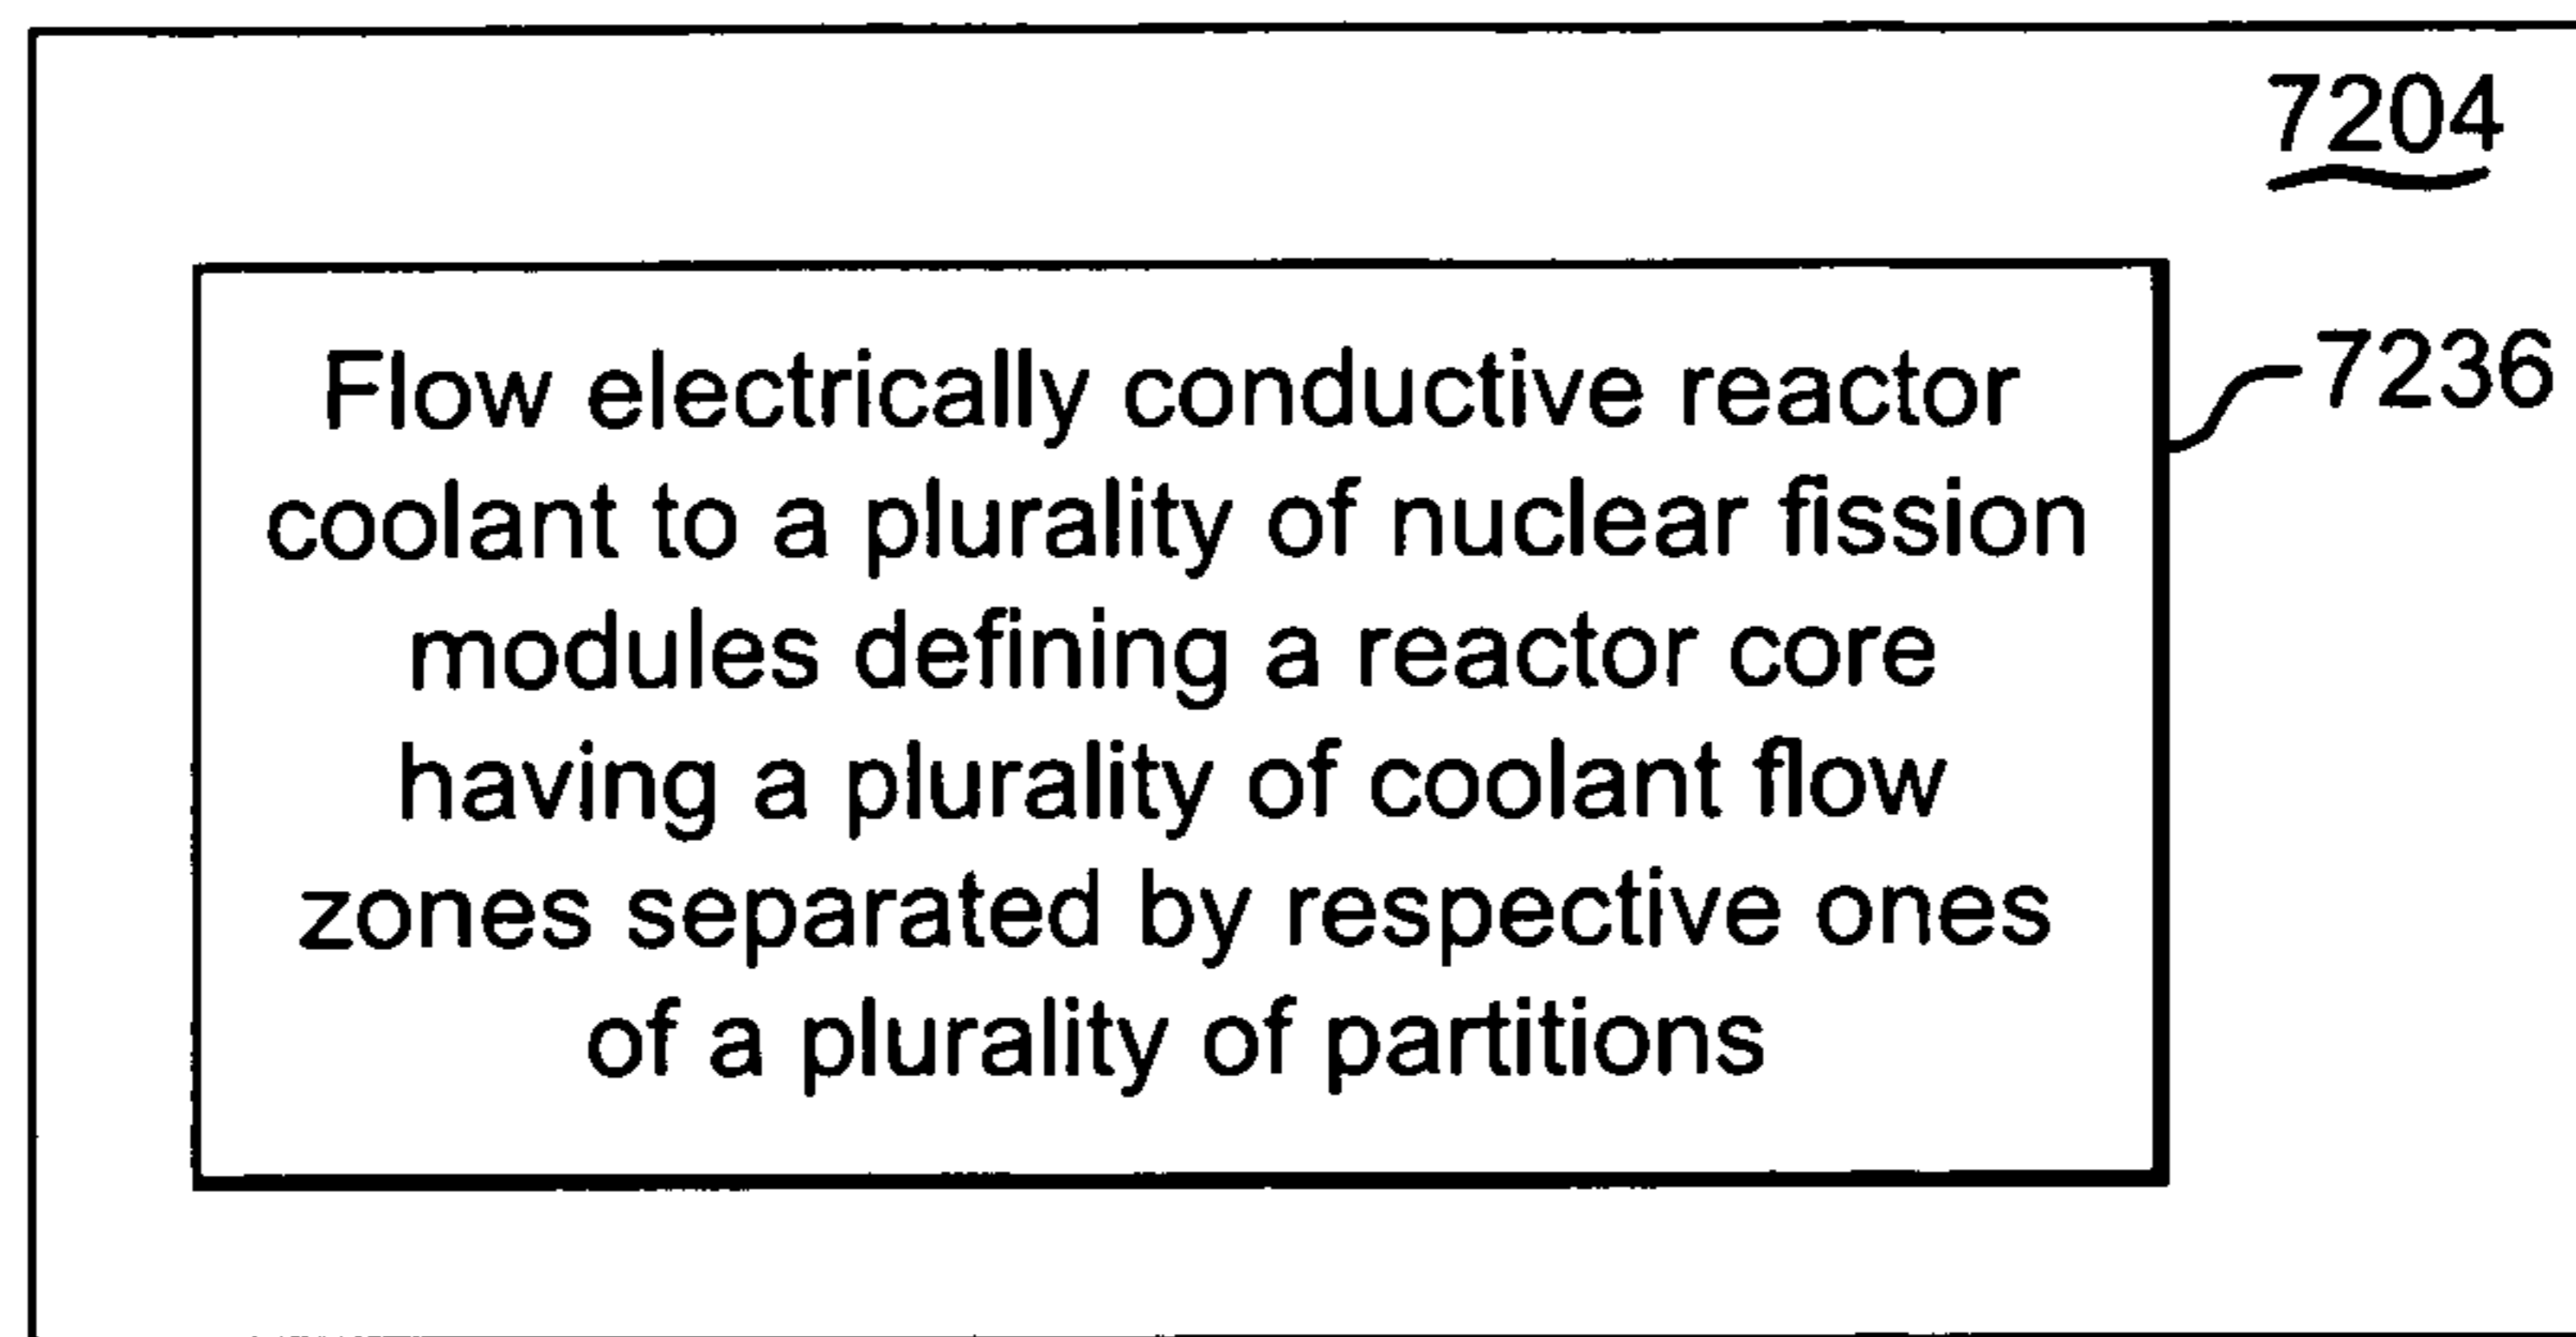 7204
Flow electrically conductive reactor
7236
coolant to a plurality of nuclear fission
modules defining a reactor core
having a plurality of coolant flow
zones separated by respective ones
of a plurality of partitions